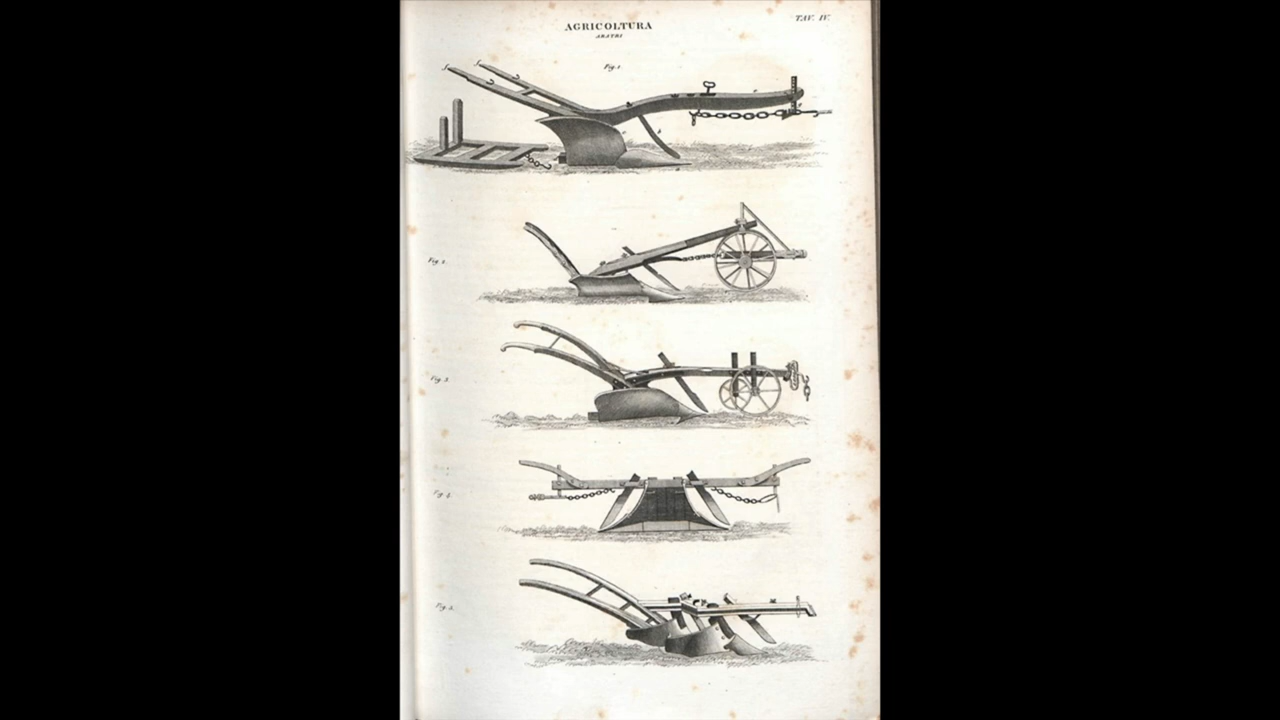 TAV. IV.
AGRICOLTURA
ARATRI
Fig. 1
Fig. 2.
Fig. 3.
Fig. 4.
Fig. 5.